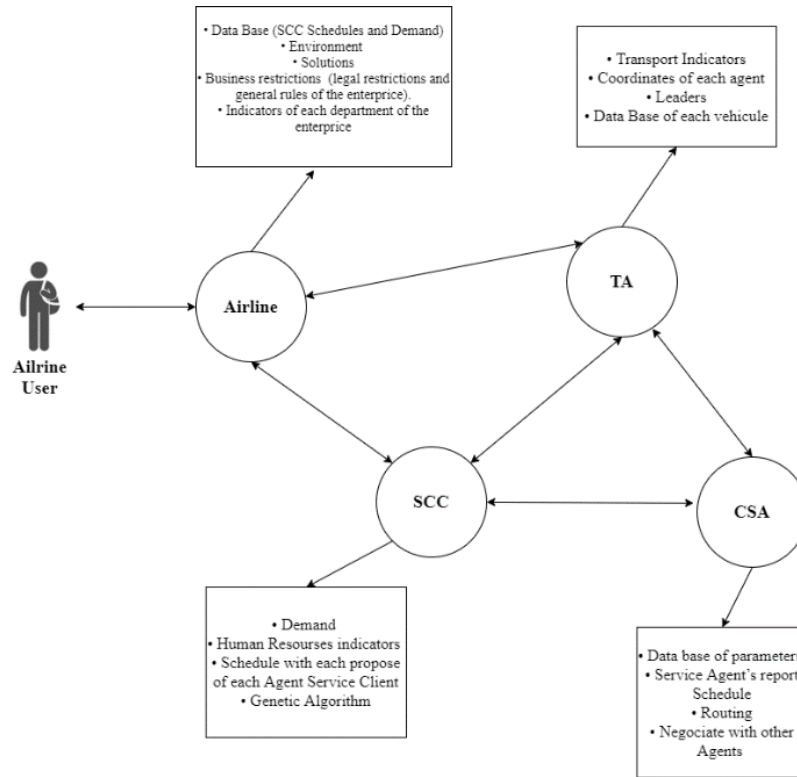 • Data Base (SCC Schedules and Demand)
• Environment
• Solutions
• Business restrictions (legal restrictions and
general rules of the enterprice).
• Indicators of each department of the
enterprice
• Transport Indicators
• Coordinates of each agent
• Leaders
• Data Base of each vehicule
Airline
TA
Ailrine
User
SCC
CSA
• Demand
• Human Resourses indicators
• Schedule with each propose
of each Agent Service Client
• Genetic Algorithm
• Data base of parameters
• Service Agent's report
Schedule
• Routing
• Negociate with other
Agents